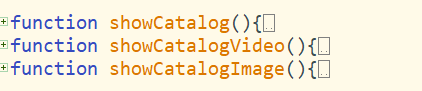 function showCatalog(){
function showCatalogVideo(){
function showCatalogImage(){